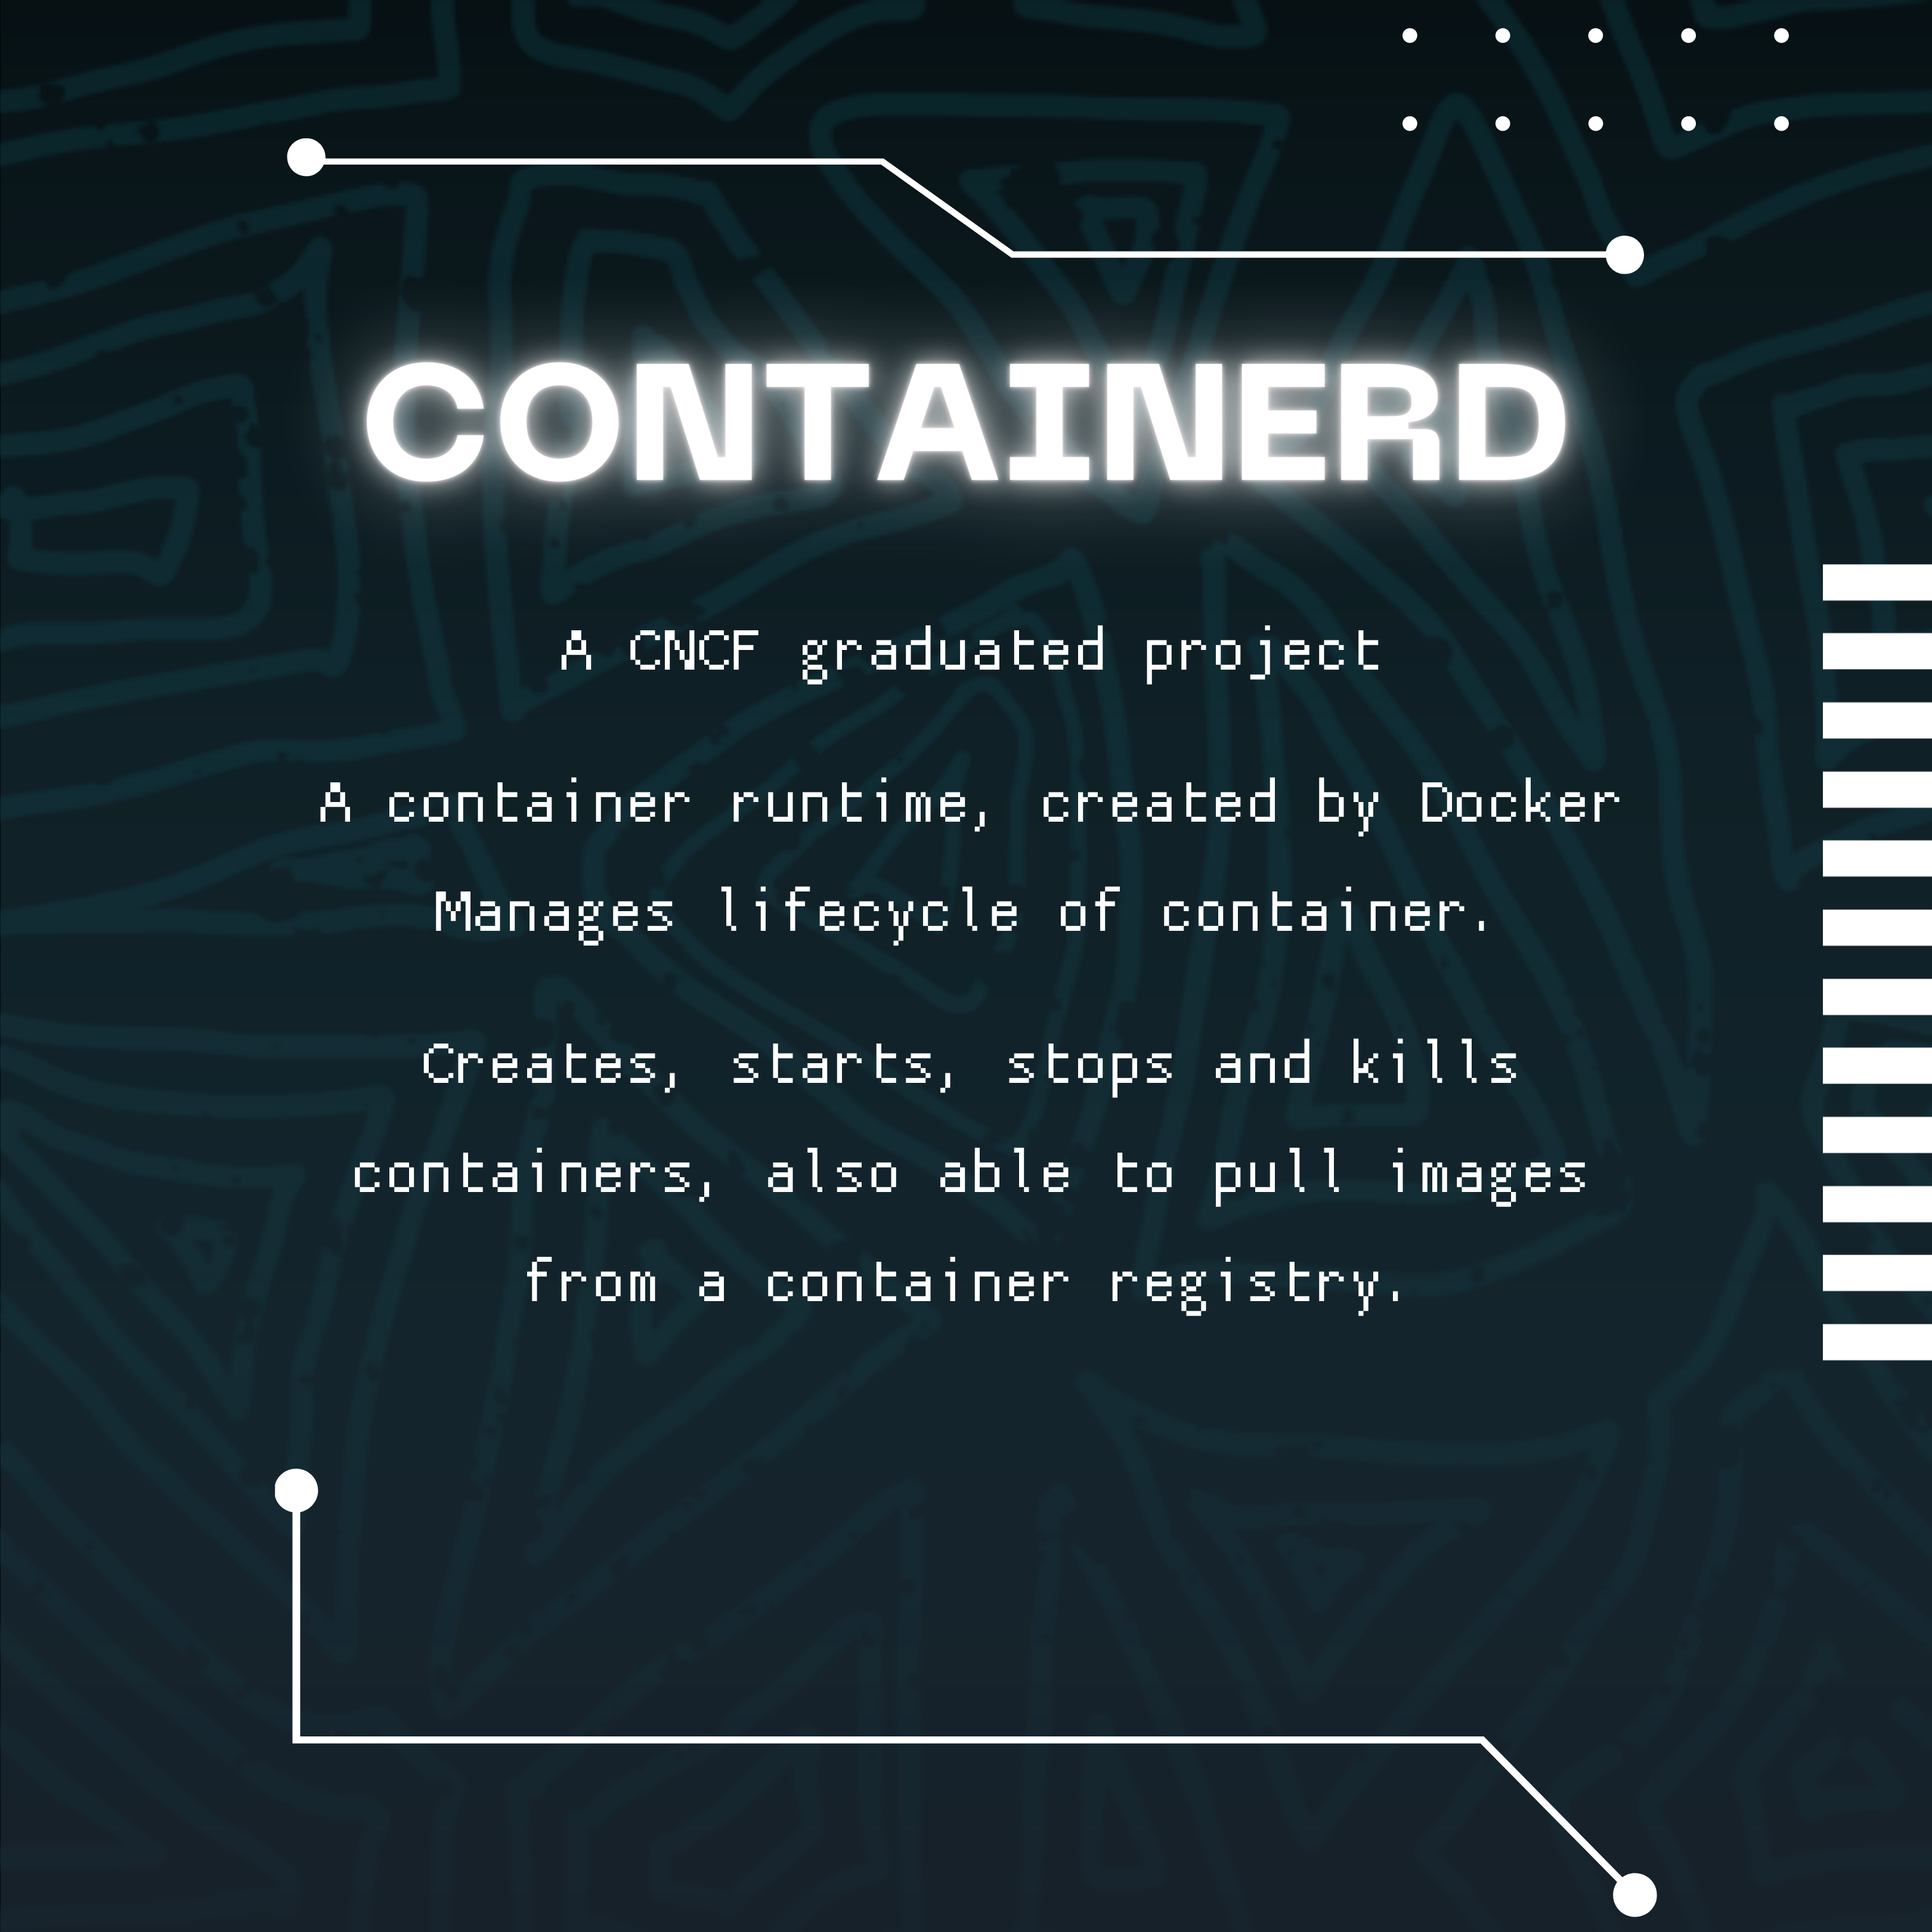 CONTAINERD
A CNCF graduated project
A container runtime, created by Docker
Manages lifecycle of container.
Creates, starts, stops and kills
containers, also able to pull images
from a container registry.